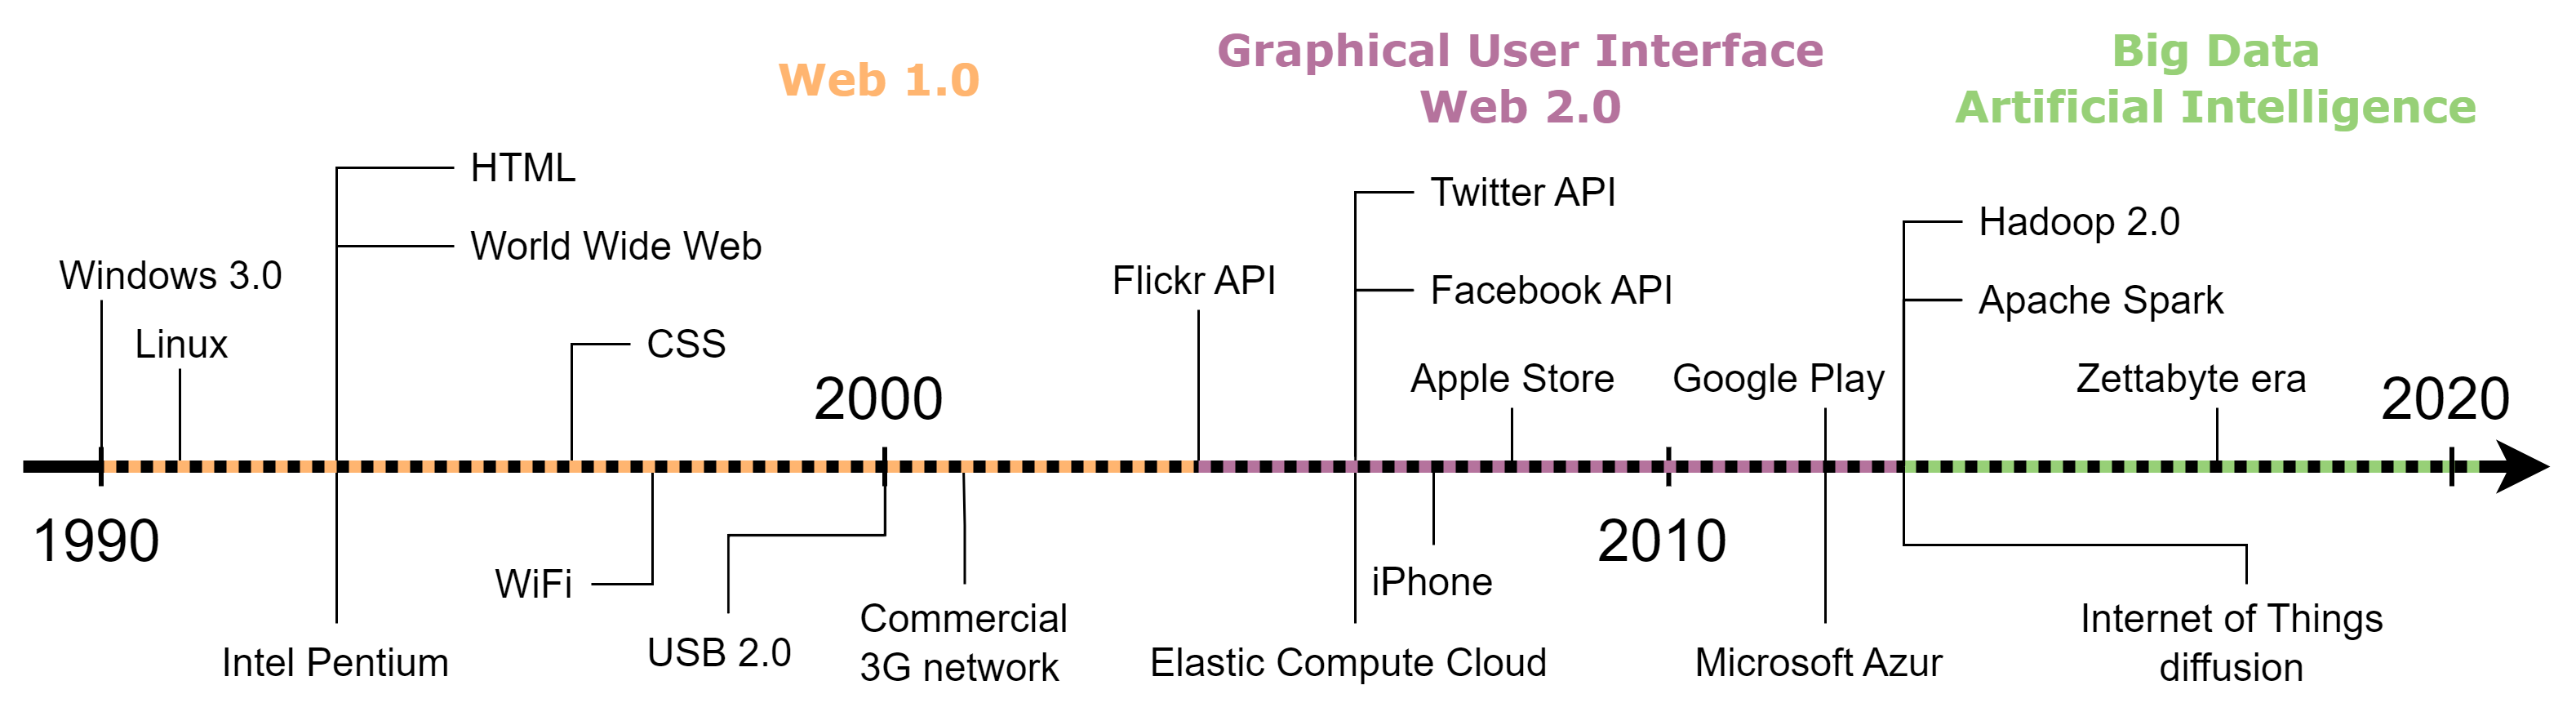 Web 1.0
Graphical User Interface
Web 2.0
Big Data
Artificial Intelligence
HTML
World Wide Web
Windows 3.0
Linux
CSS
2000
Flickr API
Twitter API
Facebook API
Apple Store
Google Play
Hadoop 2.0
Apache Spark
Zettabyte era
2020
1990
WiFi
Intel Pentium
USB 2.0
Commercial
3G network
iPhone
Elastic Compute Cloud
2010
Microsoft Azur
Internet of Things
diffusion